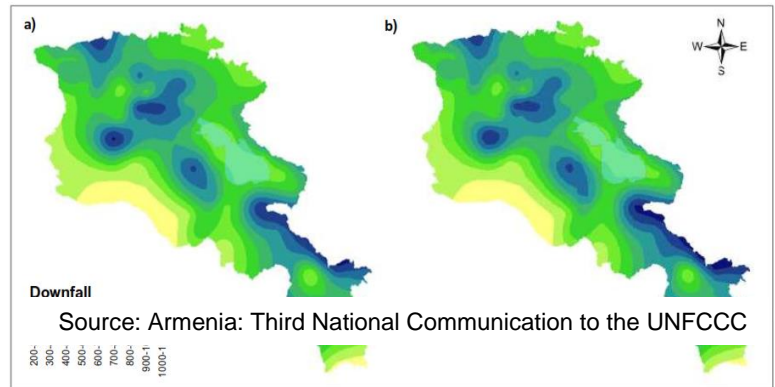 a)
b)
N
W
E
S
Downfall
Source: Armenia: Third National Communication to the UNFCCC
200-
300-
400-
500-
600-
700-
800-
900-1
1000-1